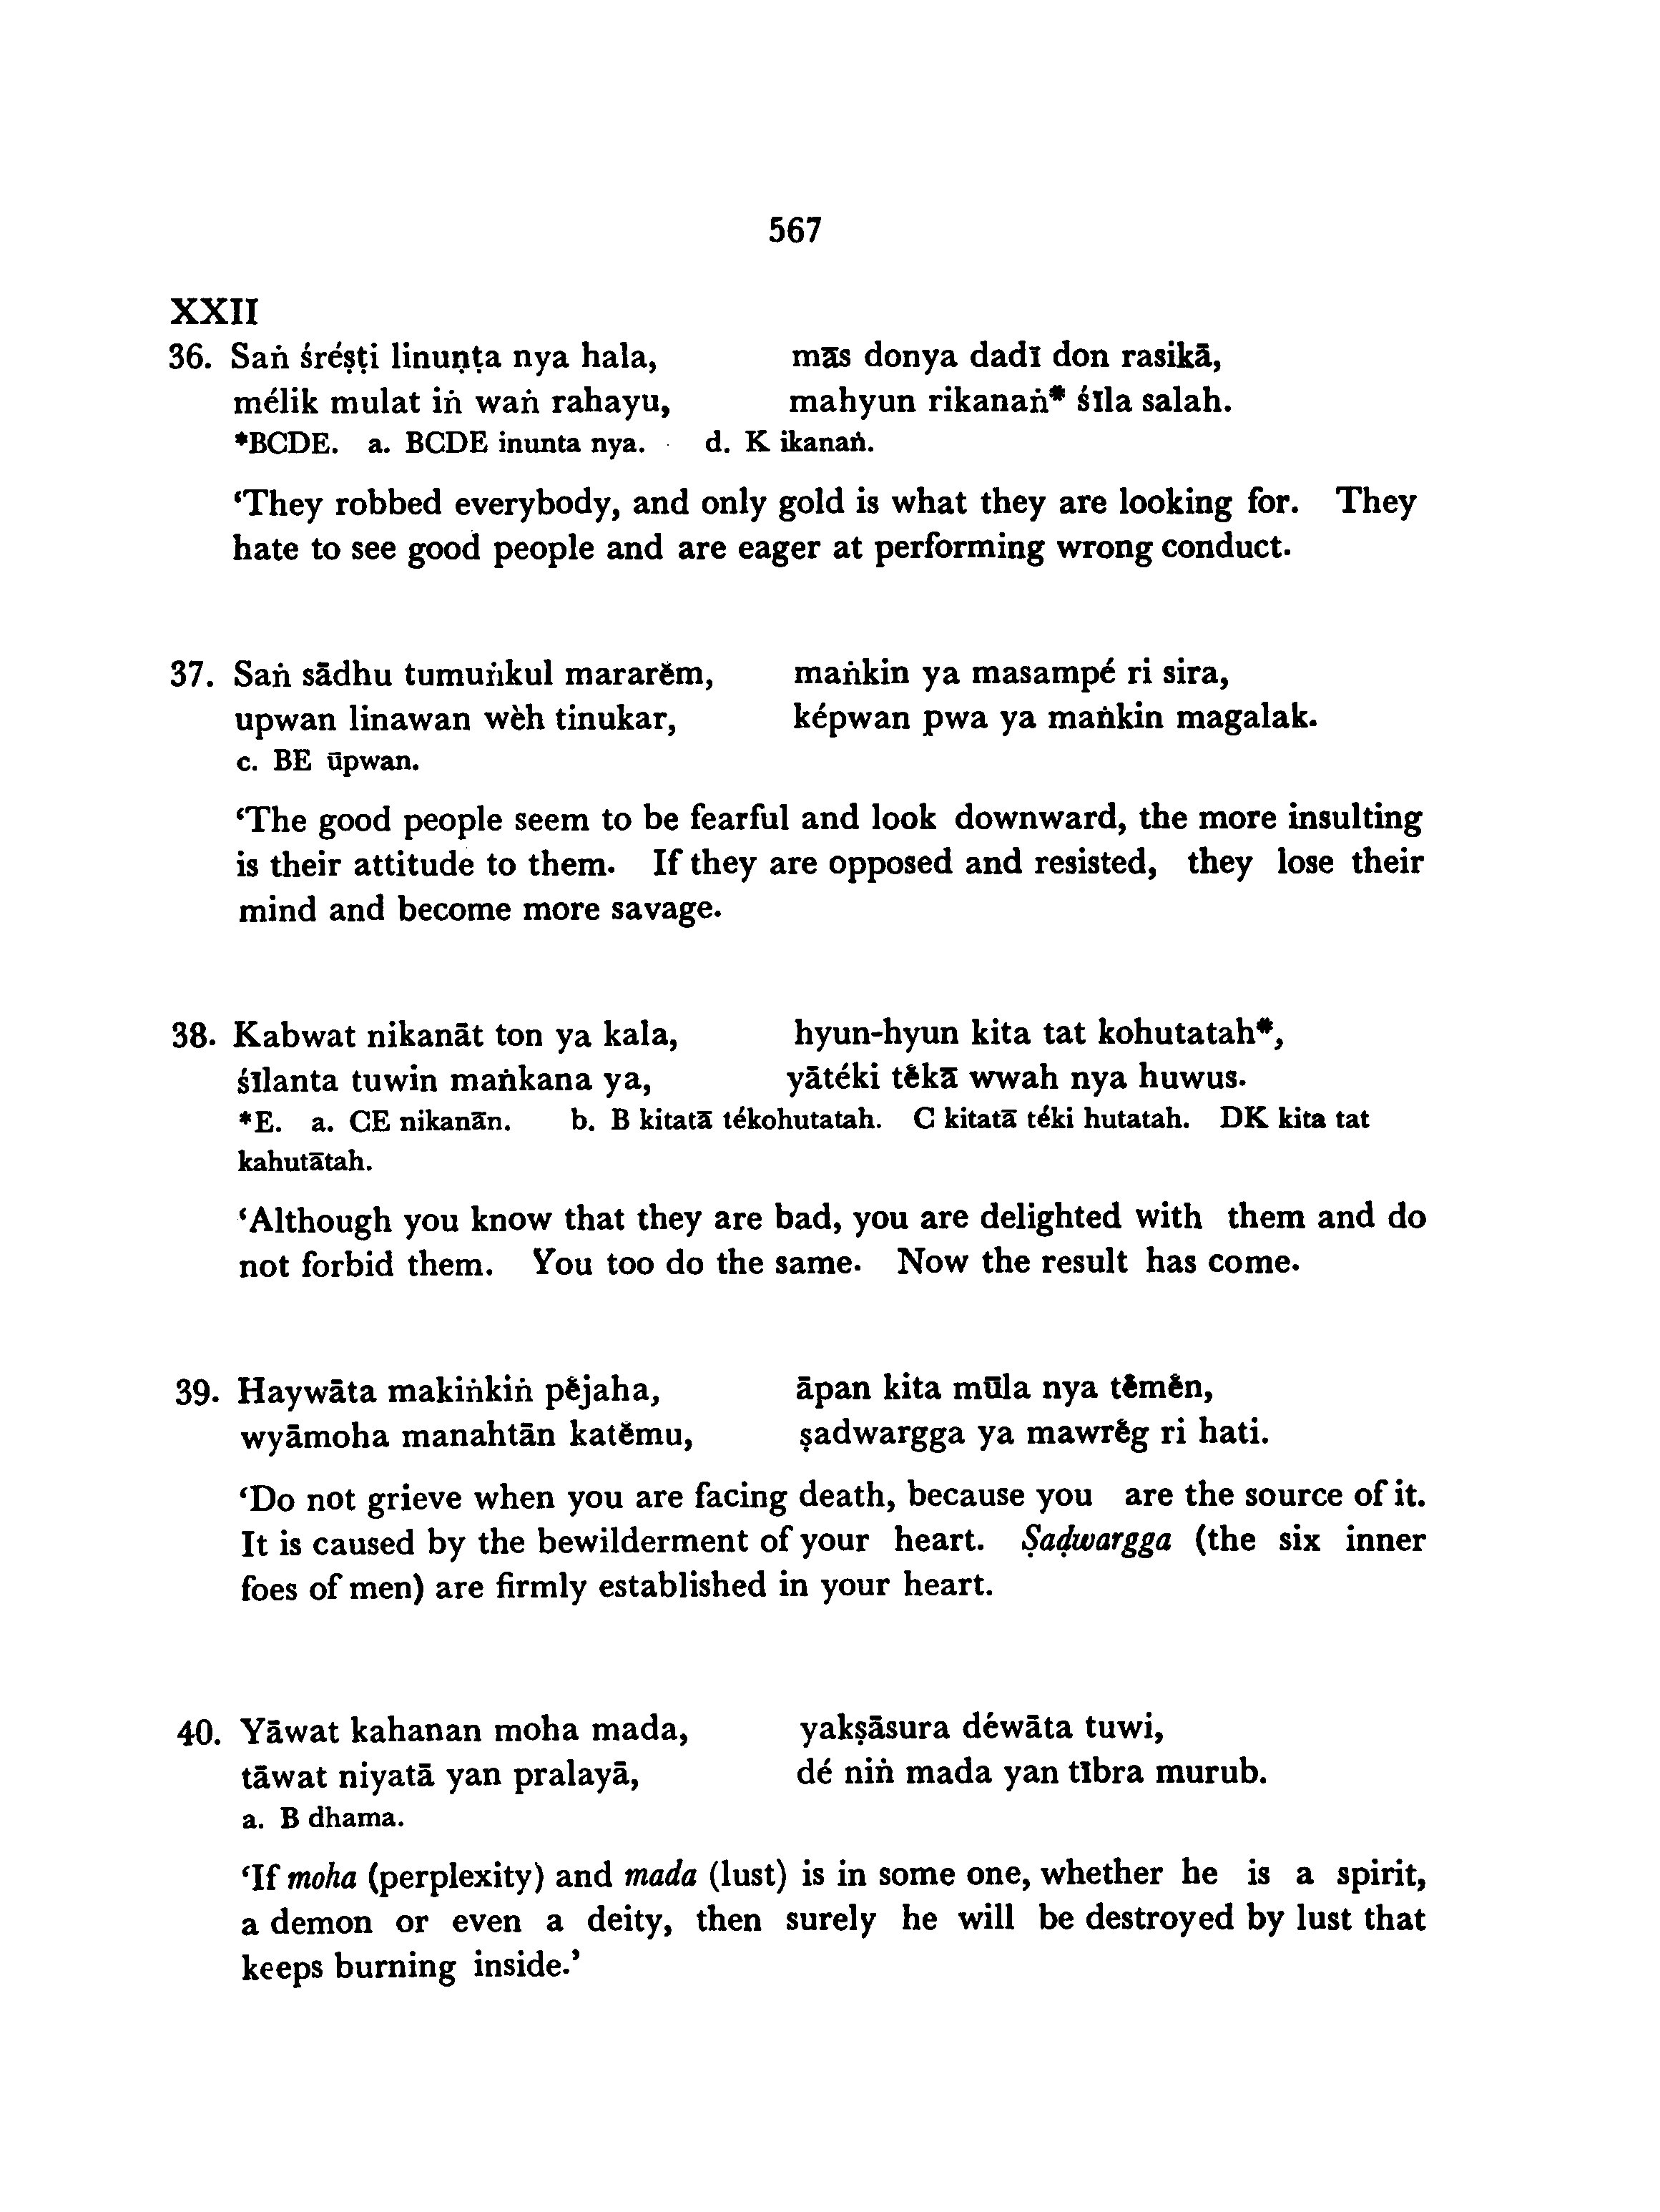 567
XXII
36. Saṅ śréṣṭi linuṇṭa nya hala, mās donya dadī don rasikā,
mélik mulat iṅ waṅ rahayu, mahyun rikanaṅ* śīla salah.
*BCDE. a. BCDE inunta nya. d. K ikanaṅ.
‘They robbed everybody, and only gold is what they are looking for. They
hate to see good people and are eager at performing wrong conduct.
37. Saṅ sādhu tumuṅkul mararĕm, maṅkin ya masampé ri sira,
upwan linawan wèh tinukar, képwan pwa ya maṅkin magalak.
c. BE ūpwan.
‘The good people seem to be fearful and look downward, the more insulting
is their attitude to them. If they are opposed and resisted, they lose their
mind and become more savage.
38. Kabwat nikanāt ton ya kala, hyun-hyun kita tat kohutatah*,
śīlanta tuwin maṅkana ya, yātéki tĕkā wwah nya huwus.
*E. a. CE nikanān. b. B kitatā tékohutatah. C kitatā téki hutatah. DK kita tat
kahutātah.
‘Although you know that they are bad, you are delighted with them and do
not forbid them. You too do the same. Now the result has come.
39. Haywāta makiṅkiṅ pĕjaha, āpan kita mūla nya tĕmĕn,
wyāmoha manahtān katĕmu, ṣadwargga ya mawrĕg ri hati.
‘Do not grieve when you are facing death, because you are the source of it.
It is caused by the bewilderment of your heart. Ṣaḍwargga (the six inner
foes of men) are firmly established in your heart.
40. Yāwat kahanan moha mada, yakṣāsura déwāta tuwi,
tāwat niyatā yan pralayā, dé niṅ mada yan tībra murub.
a. B dhama.
‘If moha (perplexity) and mada (lust) is in some one, whether he is a spirit,
a demon or even a deity, then surely he will be destroyed by lust that
keeps burning inside.’